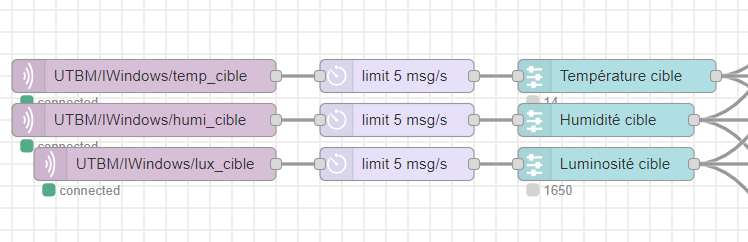 UTBM/IWindows/temp_cible limit 5 msg/s Température cible
connected 14
UTBM/IWindows/humi_cible limit 5 msg/s Humidité cible
connected
UTBM/IWindows/lux_cible limit 5 msg/s Luminosité cible
connected 1650